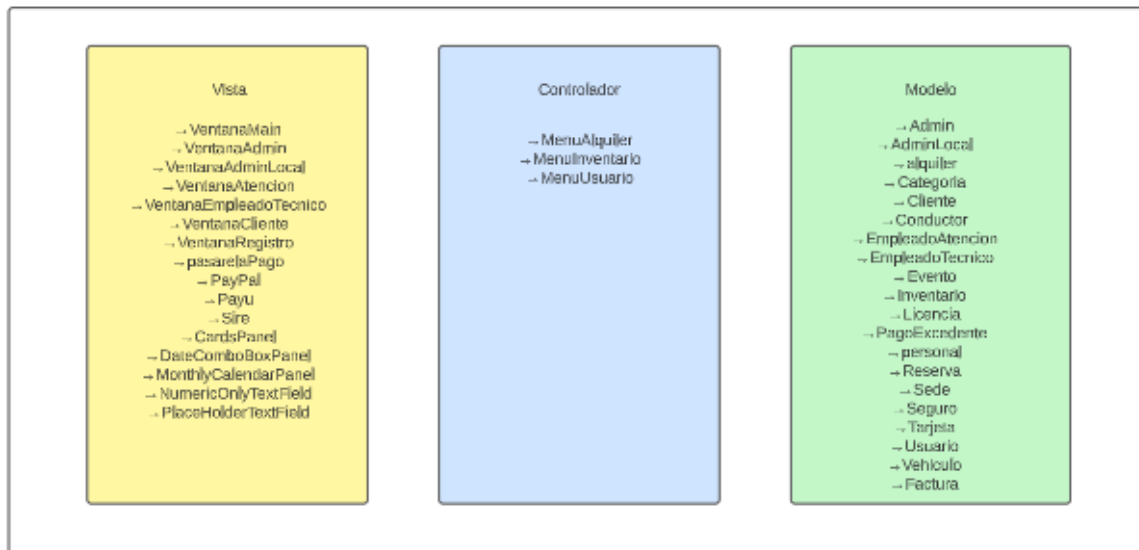 Vista
→ VentanaMain
→ VentanaAdmin
→ VentanaAdminLocal
→ VentanaAtencion
→ VentanaEmpleadoTecnico
→ VentanaCliente
→ VentanaRegistro
→ pasarelaPago
→ PayPal
→ Payu
→ Sire
→ CardsPanel
→ DateComboBoxPanel
→ MonthlyCalendarPanel
→ NumericOnlyTextField
→ PlaceHolderTextField
Controlador
→ MenuAlquiler
→ MenuInventario
→ MenuUsuario
Modelo
→ Admin
→ AdminLocal
→ alquiler
→ Categoria
→ Cliente
→ Conductor
→ EmpleadoAtencion
→ EmpleadoTecnico
→ Evento
→ Inventario
→ Licencia
→ PagoExcedente
→ personal
→ Reserva
→ Sede
→ Seguro
→ Tarjeta
→ Usuario
→ Vehiculo
→ Factura